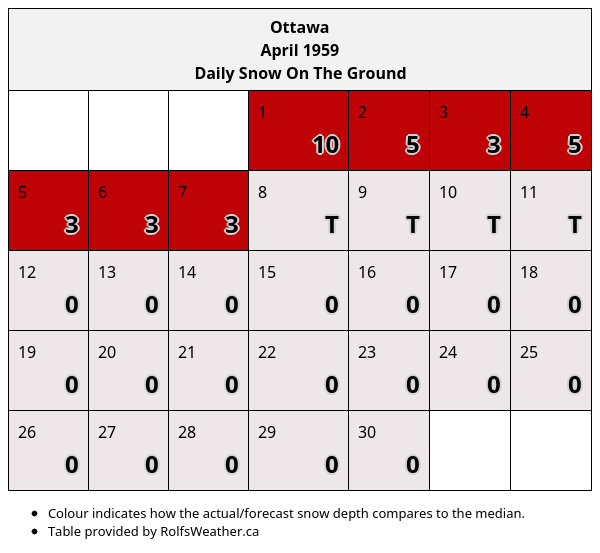 Ottawa
April 1959
Daily Snow On The Ground
1 2 3 4
10 5 3 5
5 6 7 8 9 10 11
3 3 3 T T T T
12 13 14 15 16 17 18
0 0 0 0 0 0 0
19 20 21 22 23 24 25
0 0 0 0 0 0 0
26 27 28 29 30
0 0 0 0 0
• Colour indicates how the actual/forecast snow depth compares to the median.
• Table provided by RolfsWeather.ca